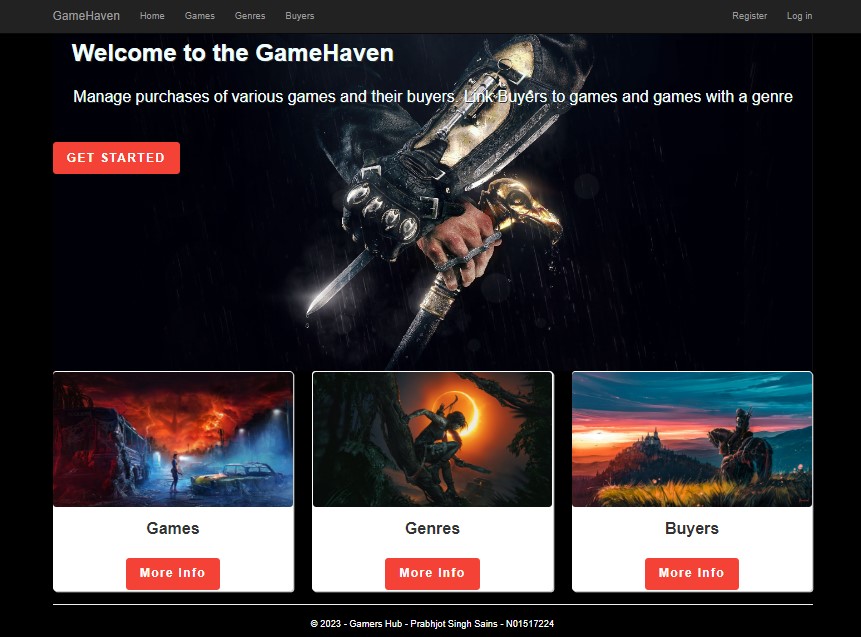 GameHaven Home Games Genres Buyers Register Log in
Welcome to the GameHaven
Manage purchases of various games and their buyers. Link Buyers to games and games with a genre
GET STARTED
Games Genres Buyers
More Info More Info More Info
© 2023 - Gamers Hub - Prabhjot Singh Sains - N01517224